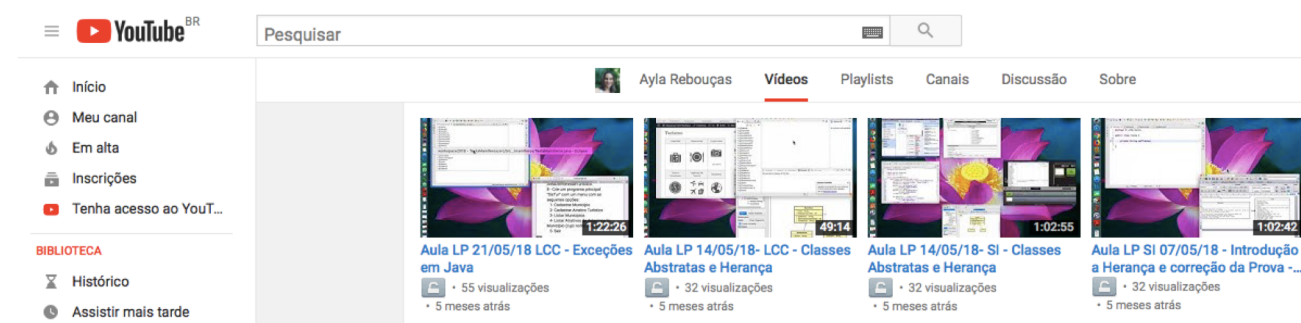 YouTube BR
Pesquisar
Início
Meu canal
Em alta
Inscrições
Tenha acesso ao YouT...
BIBLIOTECA
Histórico
Assistir mais tarde
Ayla Rebouças Vídeos Playlists Canais Discussão Sobre
1:22:26
Aula LP 21/05/18 LCC - Exceções
em Java
• 55 visualizações
• 5 meses atrás
49:14
Aula LP 14/05/18- LCC - Classes
Abstratas e Herança
• 32 visualizações
• 5 meses atrás
1:02:55
Aula LP 14/05/18- SI - Classes
Abstratas e Herança
• 32 visualizações
• 5 meses atrás
1:02:42
Aula LP SI 07/05/18 - Introdução
a Herança e correção da Prova -...
• 32 visualizações
• 5 meses atrás